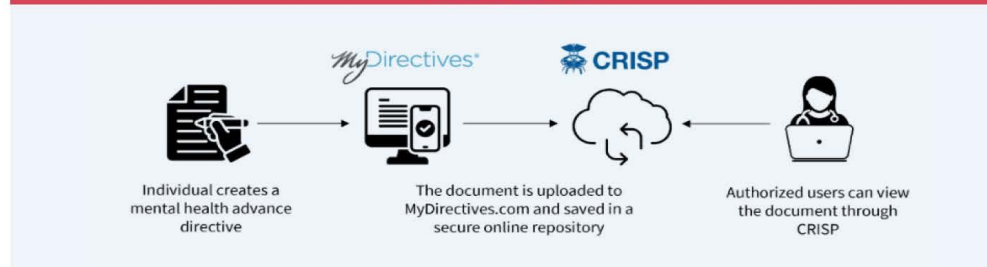 MyDirectives®
CRISP
Individual creates a
mental health advance
directive
The document is uploaded to
MyDirectives.com and saved in a
secure online repository
Authorized users can view
the document through
CRISP